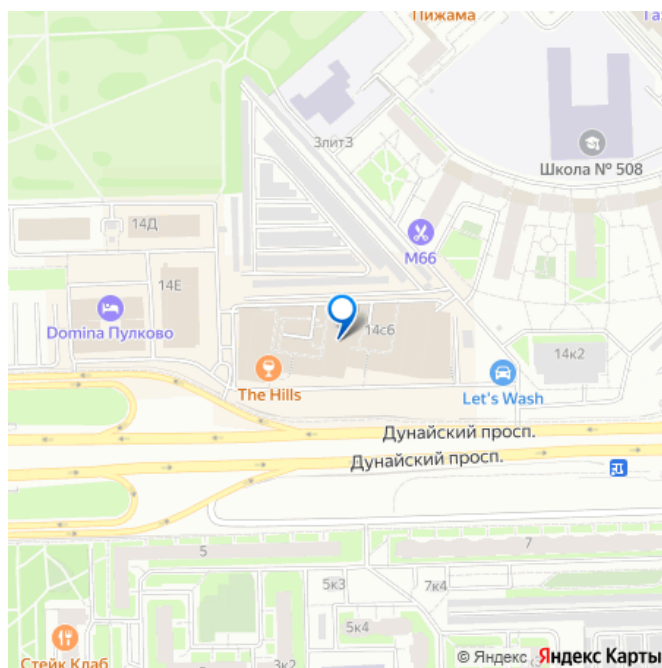 Пижама
Газ
3литЗ
Школа № 508
14Д
М66
14Е
Domina Пулково
14с6
14к2
The Hills
Let's Wash
Дунайский просп.
Дунайский просп.
5
7
5к3
7к4
5к4
Стейк Клаб
3к2
© Яндекс Яндекс Карты